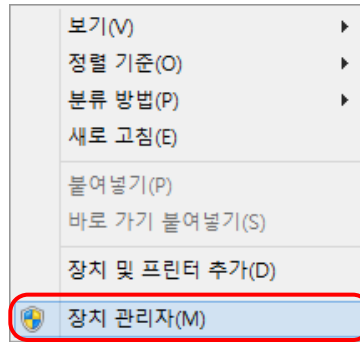 보기(V)
정렬 기준(O)
분류 방법(P)
새로 고침(E)
붙여넣기(P)
바로 가기 붙여넣기(S)
장치 및 프린터 추가(D)
장치 관리자(M)